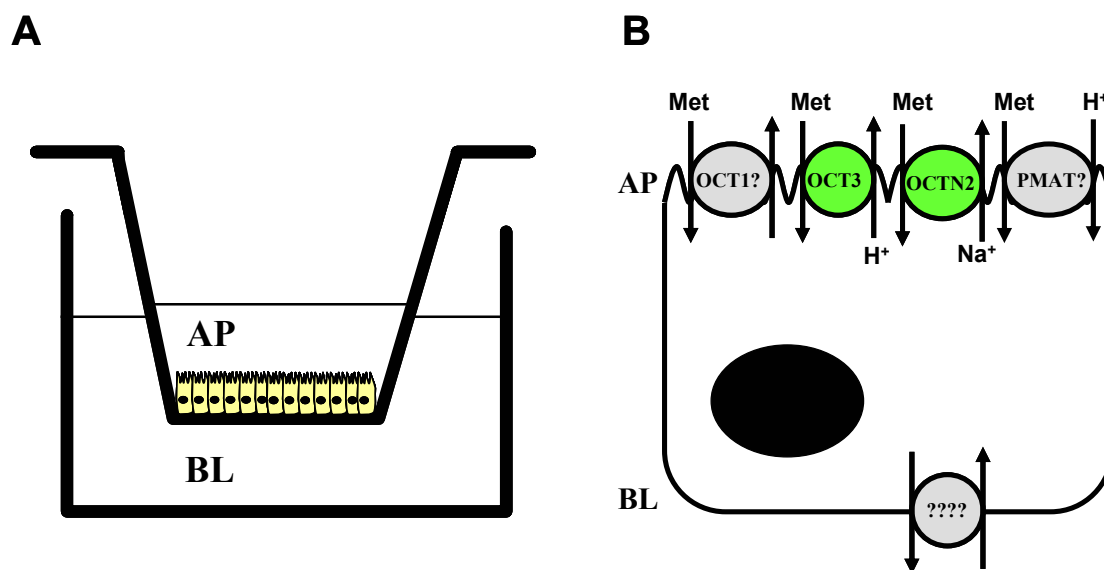 A
AP
BL
B
Met Met Met Met H⁺
AP
OCT1? OCT3 OCTN2 PMAT?
H⁺ Na⁺
BL
????